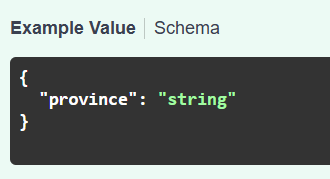 Example Value Schema
{
  "province": "string"
}